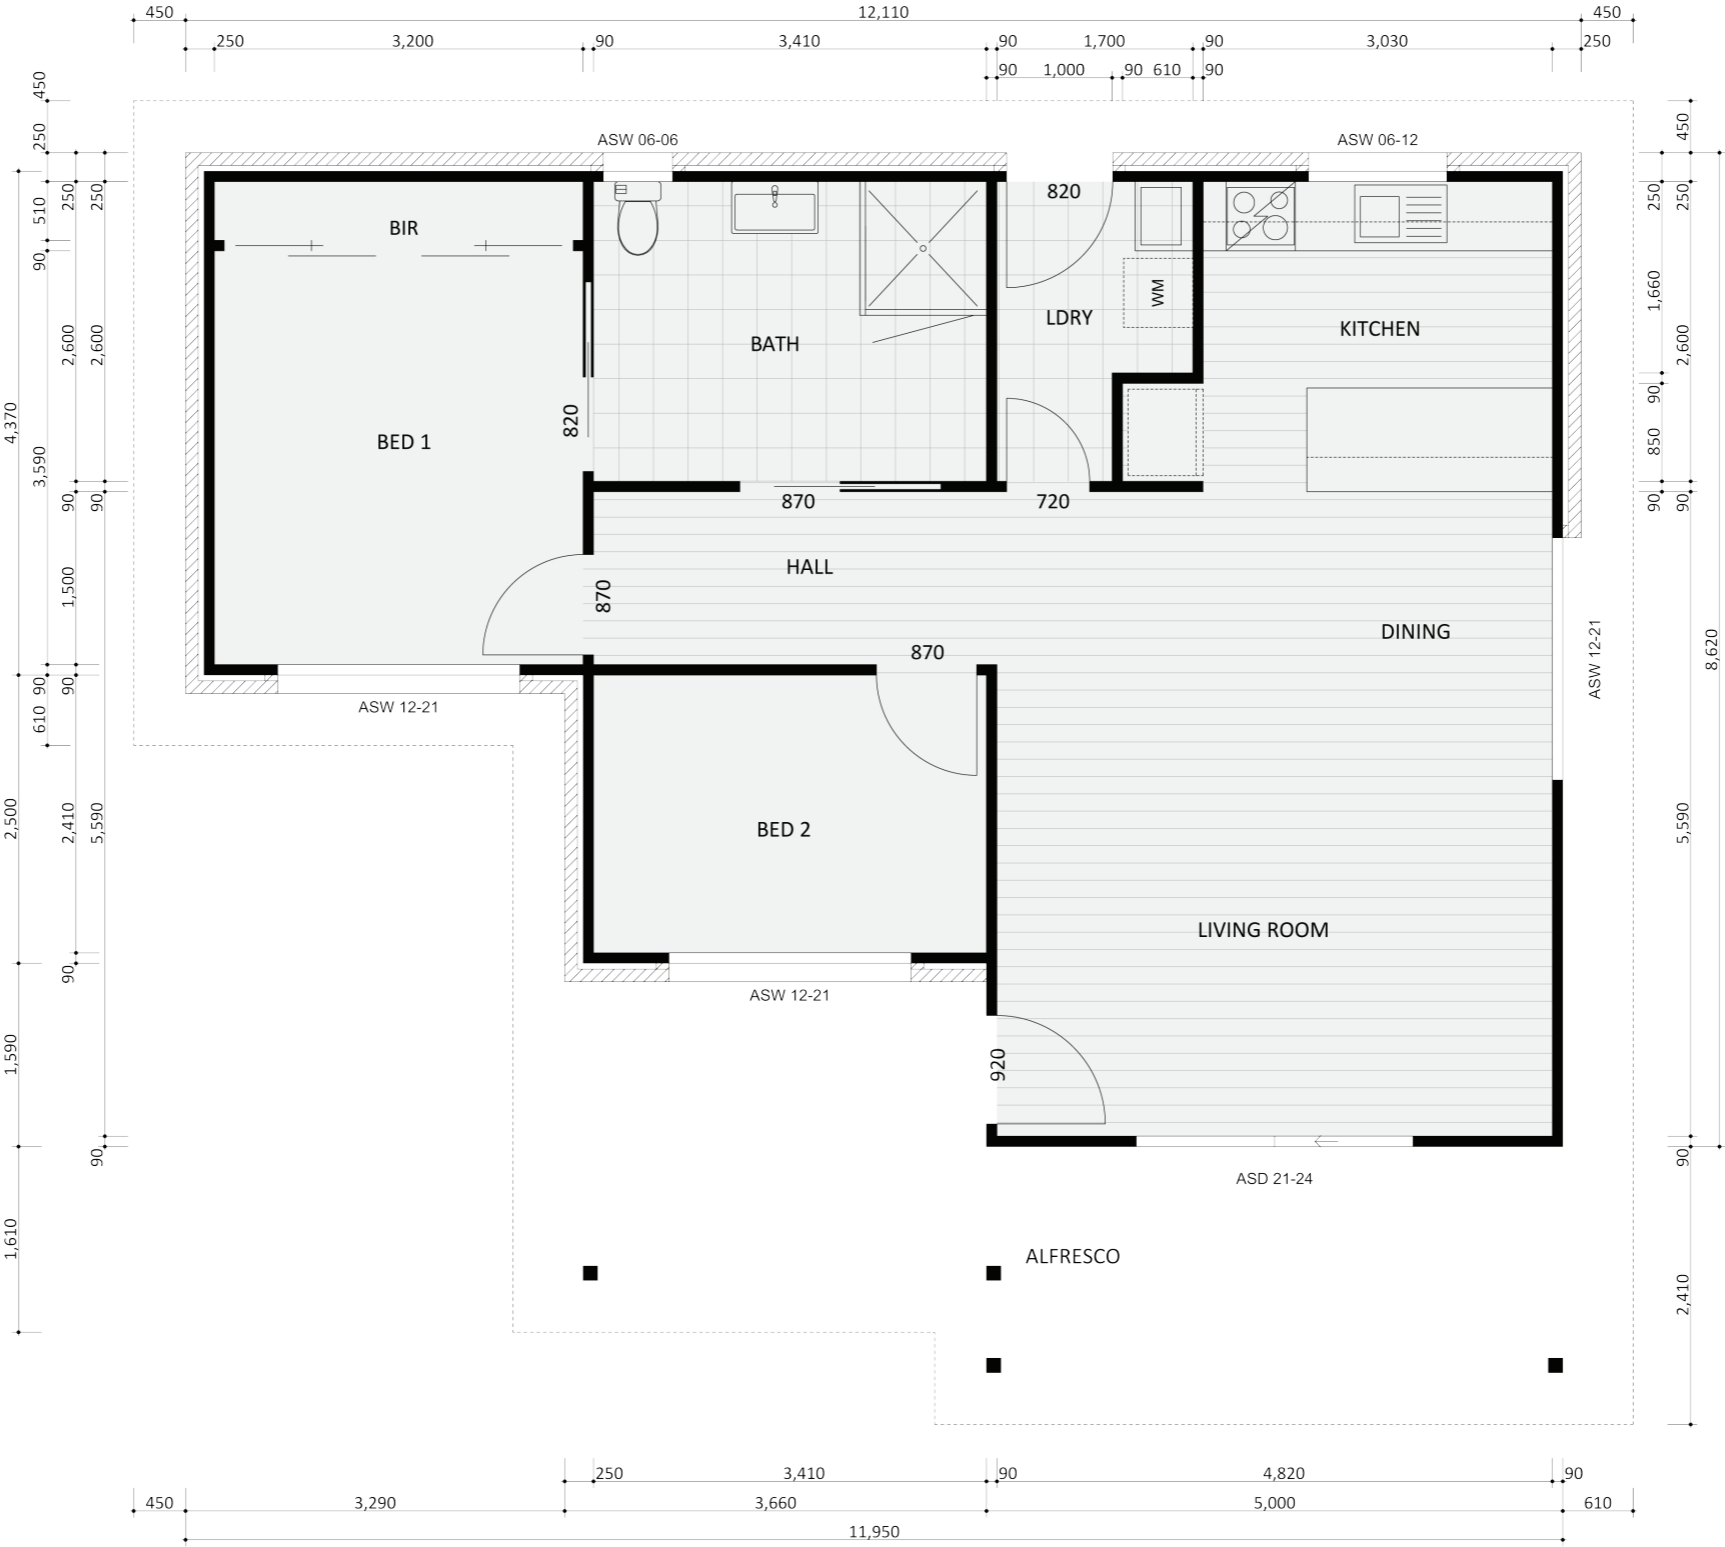 450 12,110 450
250 3,200 90 3,410 90 1,700 90 3,030 250
90 1,000 90 610 90
450
450
250
ASW 06-06
ASW 06-12
510 250 250
820
250 250
BIR
90
WM
1,660
LDRY
KITCHEN
2,600 2,600
BATH
2,600
90
4,370
820
BED 1
850
3,590
90 90
870
720
90 90
HALL
1,500
870
DINING
8,620
ASW 12-21
870
90 90
ASW 12-21
610
2,500
2,410
5,590
BED 2
5,590
LIVING ROOM
90
ASW 12-21
1,590
920
90
90
ASD 21-24
1,610
ALFRESCO
2,410
250 3,410 90 4,820 90
450 3,290 3,660 5,000 610
11,950